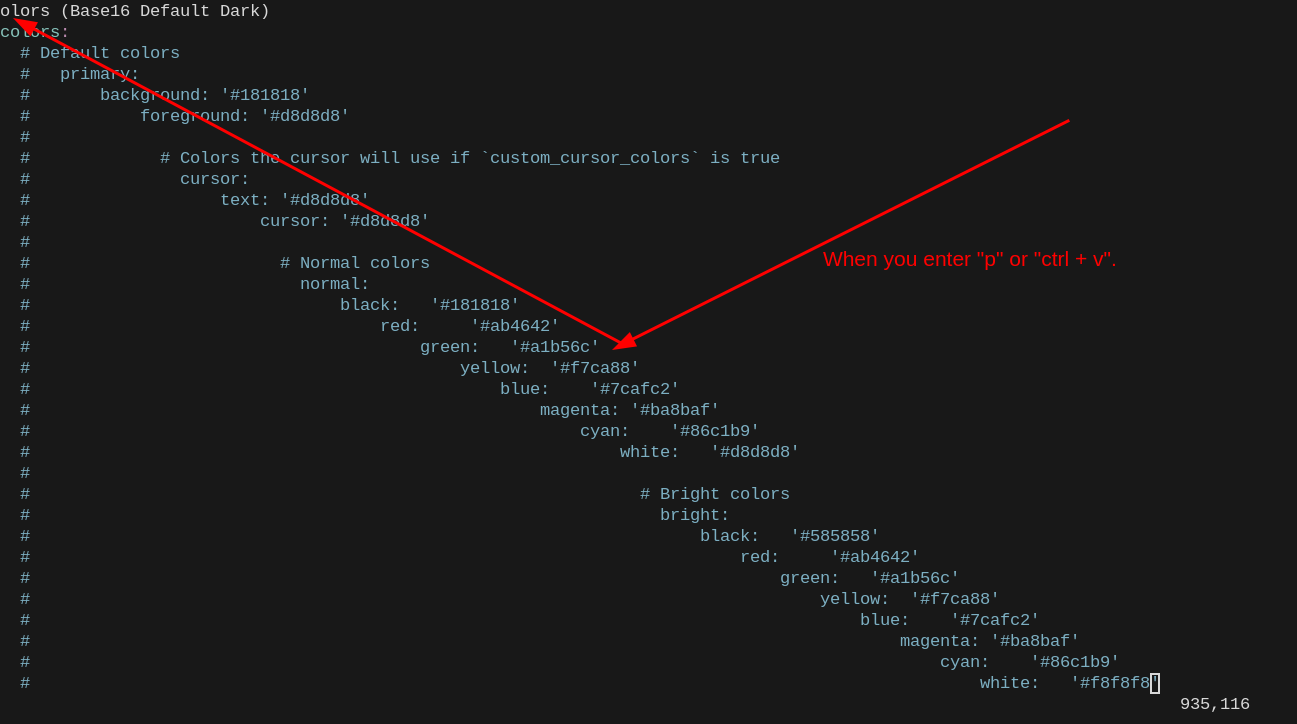 olors (Base16 Default Dark)
colors:
  # Default colors
  #   primary:
  #       background: '#181818'
  #           foreground: '#d8d8d8'
  #
  #             # Colors the cursor will use if `custom_cursor_colors` is true
  #               cursor:
  #                   text: '#d8d8d8'
  #                       cursor: '#d8d8d8'
  #
When you enter "p" or "ctrl + v".
  #                         # Normal colors
  #                           normal:
  #                               black:   '#181818'
  #                                   red:     '#ab4642'
  #                                       green:   '#a1b56c'
  #                                           yellow:  '#f7ca88'
  #                                               blue:    '#7cafc2'
  #                                                   magenta: '#ba8baf'
  #                                                       cyan:    '#86c1b9'
  #                                                           white:   '#d8d8d8'
  #
  #                                                             # Bright colors
  #                                                               bright:
  #                                                                   black:   '#585858'
  #                                                                       red:     '#ab4642'
  #                                                                           green:   '#a1b56c'
  #                                                                               yellow:  '#f7ca88'
  #                                                                                   blue:    '#7cafc2'
  #                                                                                       magenta: '#ba8baf'
  #                                                                                           cyan:    '#86c1b9'
  #                                                                                               white:   '#f8f8f8'
935,116